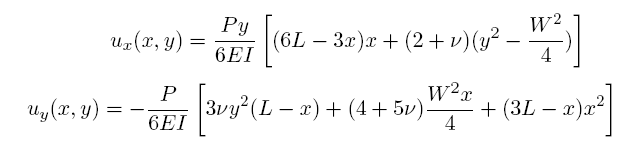 u_x(x, y) = \frac{Py}{6EI} \left[ (6L - 3x)x + (2 + \nu)(y^2 - \frac{W^2}{4}) \right]
u_y(x, y) = -\frac{P}{6EI} \left[ 3\nu y^2(L - x) + (4 + 5\nu)\frac{W^2 x}{4} + (3L - x)x^2 \right]